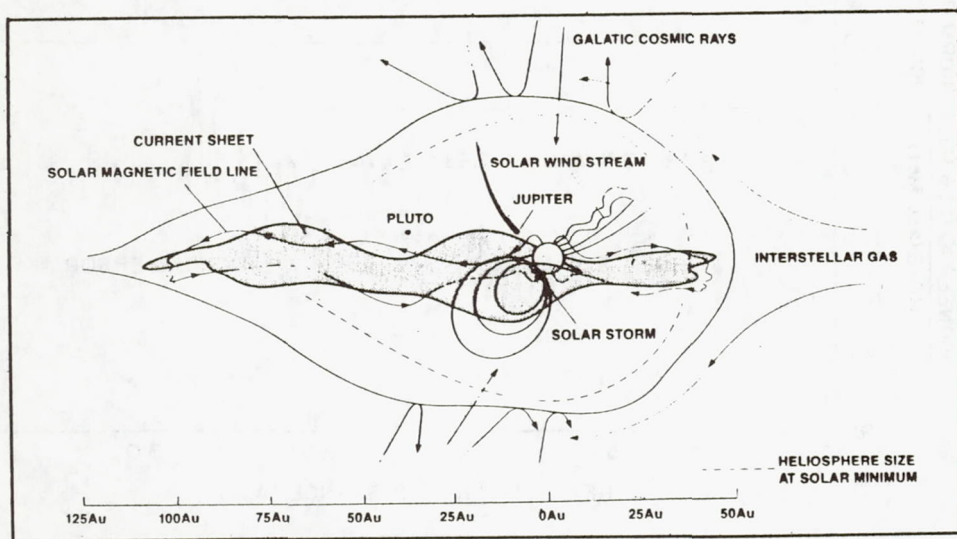 GALATIC COSMIC RAYS
CURRENT SHEET
SOLAR WIND STREAM
SOLAR MAGNETIC FIELD LINE
JUPITER
PLUTO
INTERSTELLAR GAS
SOLAR STORM
HELIOSPHERE SIZE
AT SOLAR MINIMUM
125Au 100Au 75Au 50Au 25Au 0Au 25Au 50Au